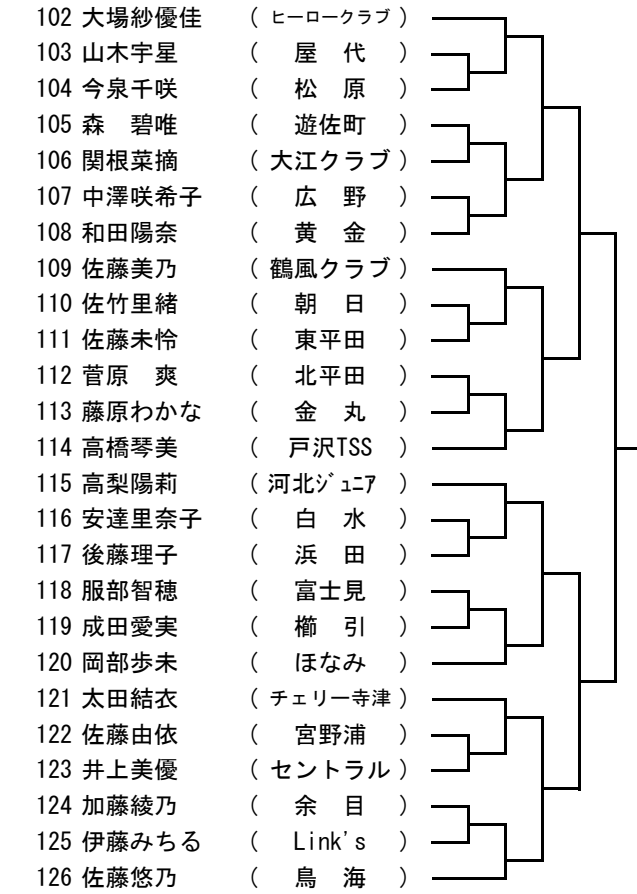 102 大場紗優佳 ( ヒーロークラブ )
103 山木宇星 ( 屋 代 )
104 今泉千咲 ( 松 原 )
105 森 碧唯 ( 遊佐町 )
106 関根菜摘 ( 大江クラブ )
107 中澤咲希子 ( 広 野 )
108 和田陽奈 ( 黄 金 )
109 佐藤美乃 ( 鶴風クラブ )
110 佐竹里緒 ( 朝 日 )
111 佐藤未怜 ( 東平田 )
112 菅原 爽 ( 北平田 )
113 藤原わかな ( 金 丸 )
114 高橋琴美 ( 戸沢TSS )
115 高梨陽莉 ( 河北ｼﾞｭﾆｱ )
116 安達里奈子 ( 白 水 )
117 後藤理子 ( 浜 田 )
118 服部智穂 ( 富士見 )
119 成田愛実 ( 櫛 引 )
120 岡部歩未 ( ほなみ )
121 太田結衣 ( チェリー寺津 )
122 佐藤由依 ( 宮野浦 )
123 井上美優 ( セントラル )
124 加藤綾乃 ( 余 目 )
125 伊藤みちる ( Link's )
126 佐藤悠乃 ( 鳥 海 )